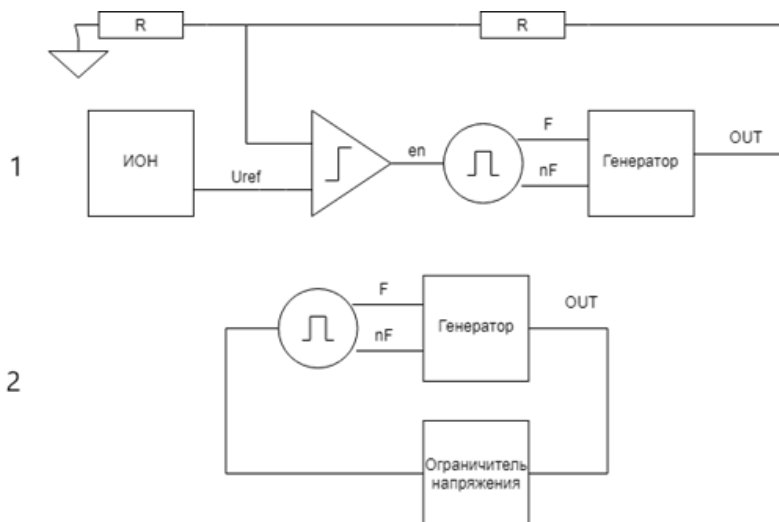 R
R
1
ИОН
Uref
en
F
nF
Генератор
OUT
2
F
nF
Генератор
OUT
Ограничитель
напряжения